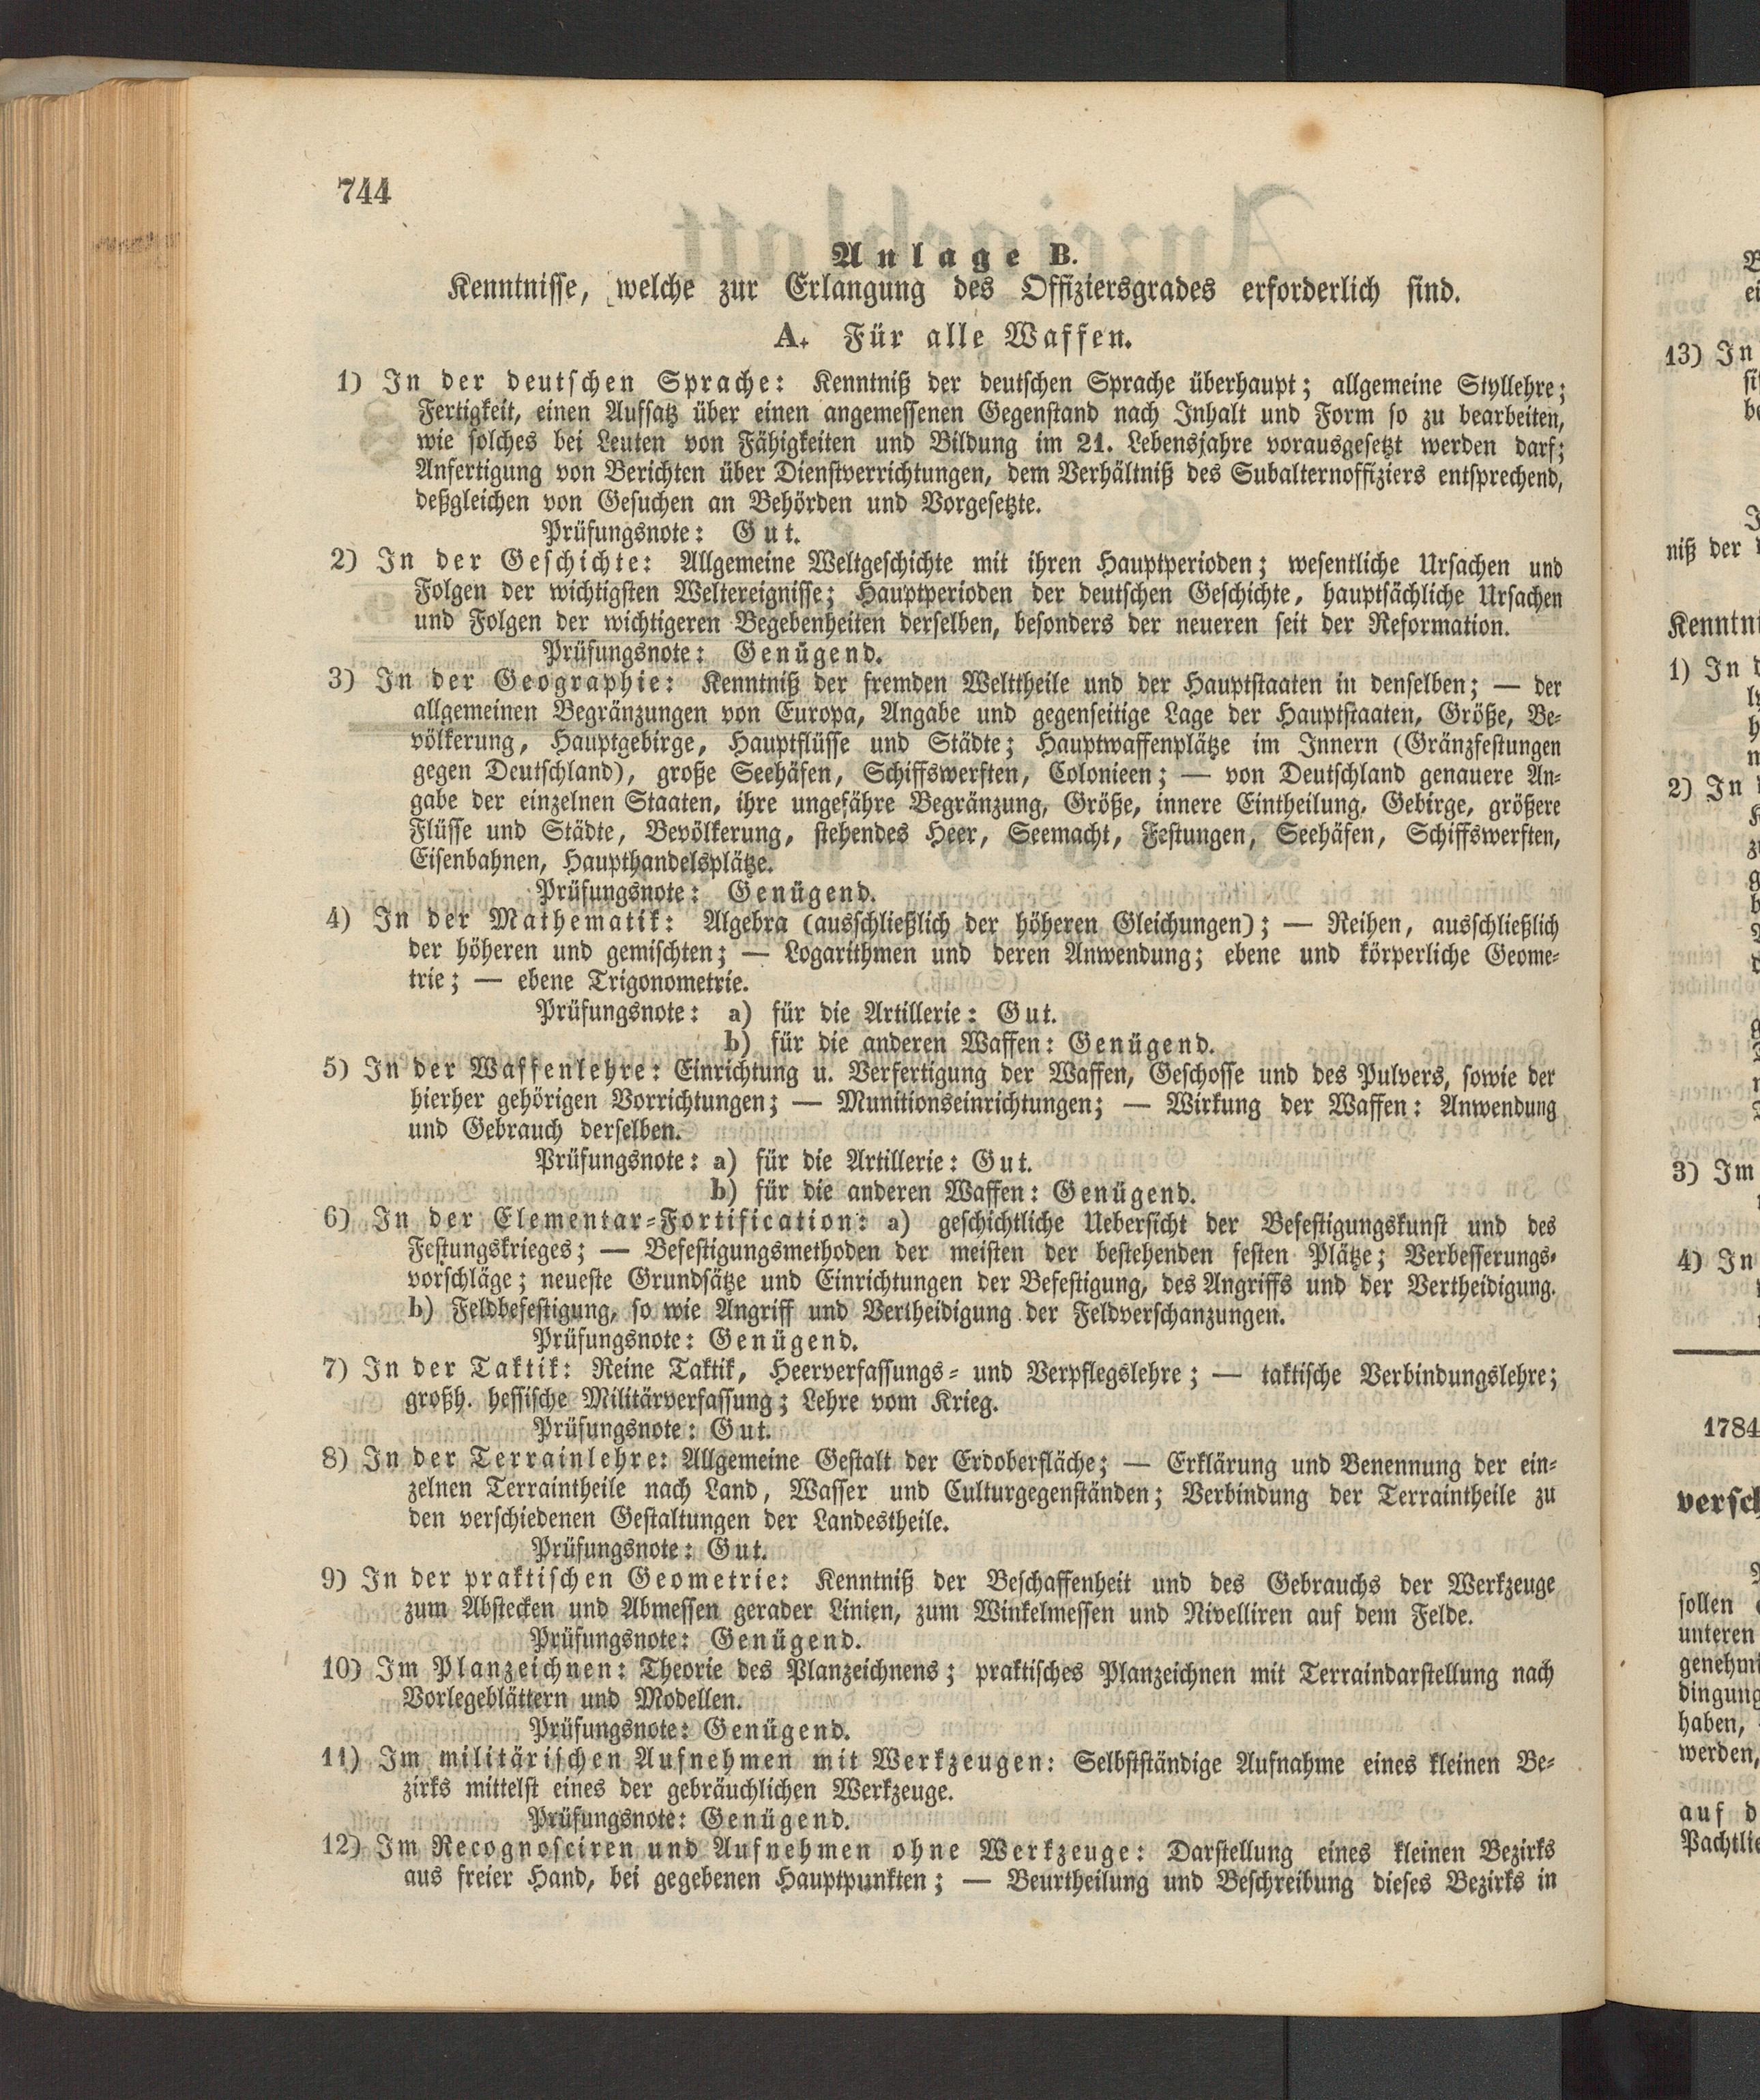 744
Anlage B.
Kenntnisse, welche zur Erlangung des Offiziersgrades erforderlich sind.
A. Für alle Waffen.
1) In der deutschen Sprache: Kenntniß der deutschen Sprache überhaupt; allgemeine Styllehre;
Fertigkeit, einen Aufsatz über einen angemessenen Gegenstand nach Inhalt und Form so zu bearbeiten,
wie solches bei Leuten von Fähigkeiten und Bildung im 21. Lebensjahre vorausgesetzt werden darf;
Anfertigung von Berichten über Dienstverrichtungen, dem Verhältniß des Subalternoffiziers entsprechend,
deßgleichen von Gesuchen an Behörden und Vorgesetzte.
Prüfungsnote: Gut.
2) In der Geschichte: Allgemeine Weltgeschichte mit ihren Hauptperioden; wesentliche Ursachen und
Folgen der wichtigsten Weltereignisse; Hauptperioden der deutschen Geschichte, hauptsächliche Ursachen
und Folgen der wichtigeren Begebenheiten derselben, besonders der neueren seit der Reformation.
Prüfungsnote: Genügend.
3) In der Geographie: Kenntniß der fremden Welttheile und der Hauptstaaten in denselben; — der
allgemeinen Begränzungen von Europa, Angabe und gegenseitige Lage der Hauptstaaten, Größe, Be-
völkerung, Hauptgebirge, Hauptflüsse und Städte; Hauptwaffenplätze im Innern (Gränzfestungen
gegen Deutschland), große Seehäfen, Schiffswerften, Colonieen; — von Deutschland genauere An-
gabe der einzelnen Staaten, ihre ungefähre Begränzung, Größe, innere Eintheilung, Gebirge, größere
Flüsse und Städte, Bevölkerung, stehendes Heer, Seemacht, Festungen, Seehäfen, Schiffswerften,
Eisenbahnen, Haupthandelsplätze.
Prüfungsnote: Genügend.
4) In der Mathematik: Algebra (ausschließlich der höheren Gleichungen); — Reihen, ausschließlich
der höheren und gemischten; — Logarithmen und deren Anwendung; ebene und körperliche Geome-
trie; — ebene Trigonometrie.
Prüfungsnote: a) für die Artillerie: Gut.
b) für die anderen Waffen: Genügend.
5) In der Waffenlehre: Einrichtung u. Verfertigung der Waffen, Geschosse und des Pulvers, sowie der
hierher gehörigen Vorrichtungen; — Munitionseinrichtungen; — Wirkung der Waffen: Anwendung
und Gebrauch derselben.
Prüfungsnote: a) für die Artillerie: Gut.
b) für die anderen Waffen: Genügend.
6) In der Elementar-Fortification: a) geschichtliche Uebersicht der Befestigungskunst und des
Festungskrieges; — Befestigungsmethoden der meisten der bestehenden festen Plätze; Verbesserungs-
vorschläge; neueste Grundsätze und Einrichtungen der Befestigung, des Angriffs und der Vertheidigung.
b) Feldbefestigung, so wie Angriff und Vertheidigung der Feldverschanzungen.
Prüfungsnote: Genügend.
7) In der Taktik: Reine Taktik, Heerverfassungs- und Verpflegslehre; — taktische Verbindungslehre;
großh. hessische Militärverfassung; Lehre vom Krieg.
Prüfungsnote: Gut.
8) In der Terrainlehre: Allgemeine Gestalt der Erdoberfläche; — Erklärung und Benennung der ein-
zelnen Terraintheile nach Land, Wasser und Culturgegenständen; Verbindung der Terraintheile zu
den verschiedenen Gestaltungen der Landestheile.
Prüfungsnote: Gut.
9) In der praktischen Geometrie: Kenntniß der Beschaffenheit und des Gebrauchs der Werkzeuge
zum Abstecken und Abmessen gerader Linien, zum Winkelmessen und Nivelliren auf dem Felde.
Prüfungsnote: Genügend.
10) Im Planzeichnen: Theorie des Planzeichnens; praktisches Planzeichnen mit Terraindarstellung nach
Vorlegeblättern und Modellen.
Prüfungsnote: Genügend.
11) Im militärischen Aufnehmen mit Werkzeugen: Selbstständige Aufnahme eines kleinen Be-
zirks mittelst eines der gebräuchlichen Werkzeuge.
Prüfungsnote: Genügend.
12) Im Recognosciren und Aufnehmen ohne Werkzeuge: Darstellung eines kleinen Bezirks
aus freier Hand, bei gegebenen Hauptpunkten; — Beurtheilung und Beschreibung dieses Bezirks in
13) In
niß der
1) In
2) In
3) Im
4) In
1784
sollen
unteren
haben,
werden,
auf